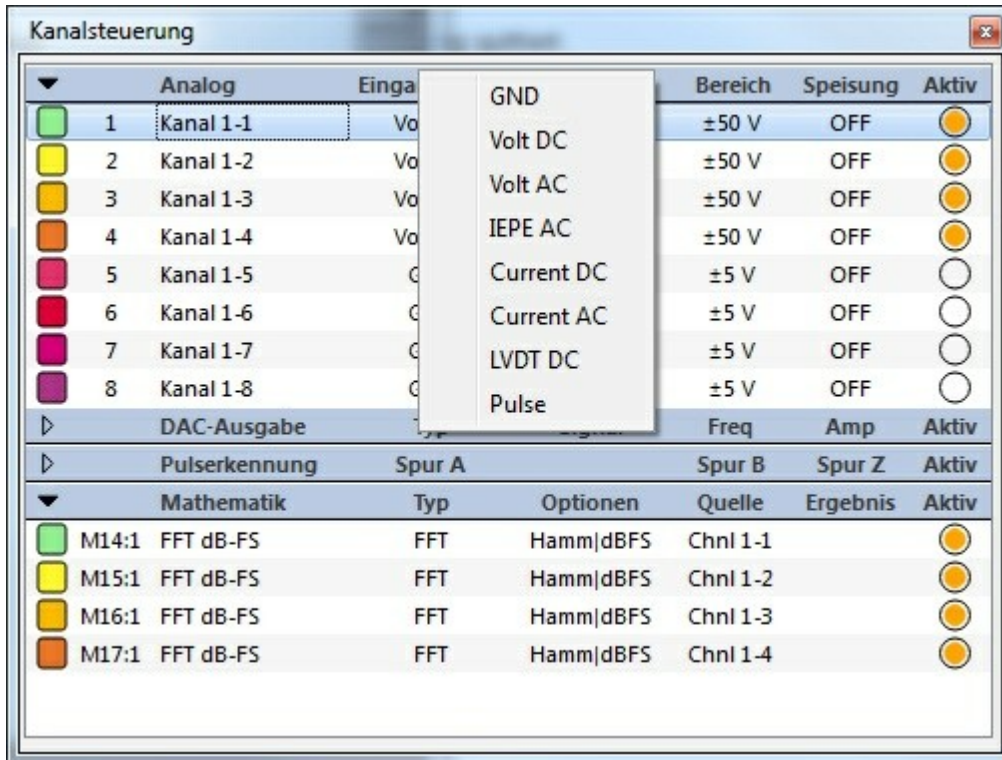 Kanalsteuerung
Analog Einga Bereich Speisung Aktiv
1 Kanal 1-1 Vo ±50 V OFF
2 Kanal 1-2 Vo ±50 V OFF
3 Kanal 1-3 Vo ±50 V OFF
4 Kanal 1-4 Vo ±50 V OFF
5 Kanal 1-5 ±5 V OFF
6 Kanal 1-6 ±5 V OFF
7 Kanal 1-7 ±5 V OFF
8 Kanal 1-8 ±5 V OFF
GND
Volt DC
Volt AC
IEPE AC
Current DC
Current AC
LVDT DC
Pulse
DAC-Ausgabe Freq Amp Aktiv
Pulserkennung Spur A Spur B Spur Z Aktiv
Mathematik Typ Optionen Quelle Ergebnis Aktiv
M14:1 FFT dB-FS FFT Hamm|dBFS Chnl 1-1
M15:1 FFT dB-FS FFT Hamm|dBFS Chnl 1-2
M16:1 FFT dB-FS FFT Hamm|dBFS Chnl 1-3
M17:1 FFT dB-FS FFT Hamm|dBFS Chnl 1-4